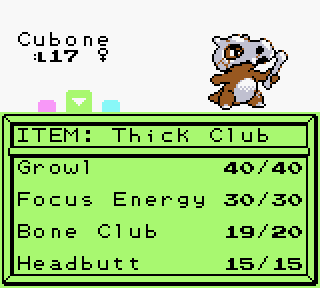 Cubone
:L17 ♀
ITEM: Thick Club
Growl 40/40
Focus Energy 30/30
Bone Club 19/20
Headbutt 15/15